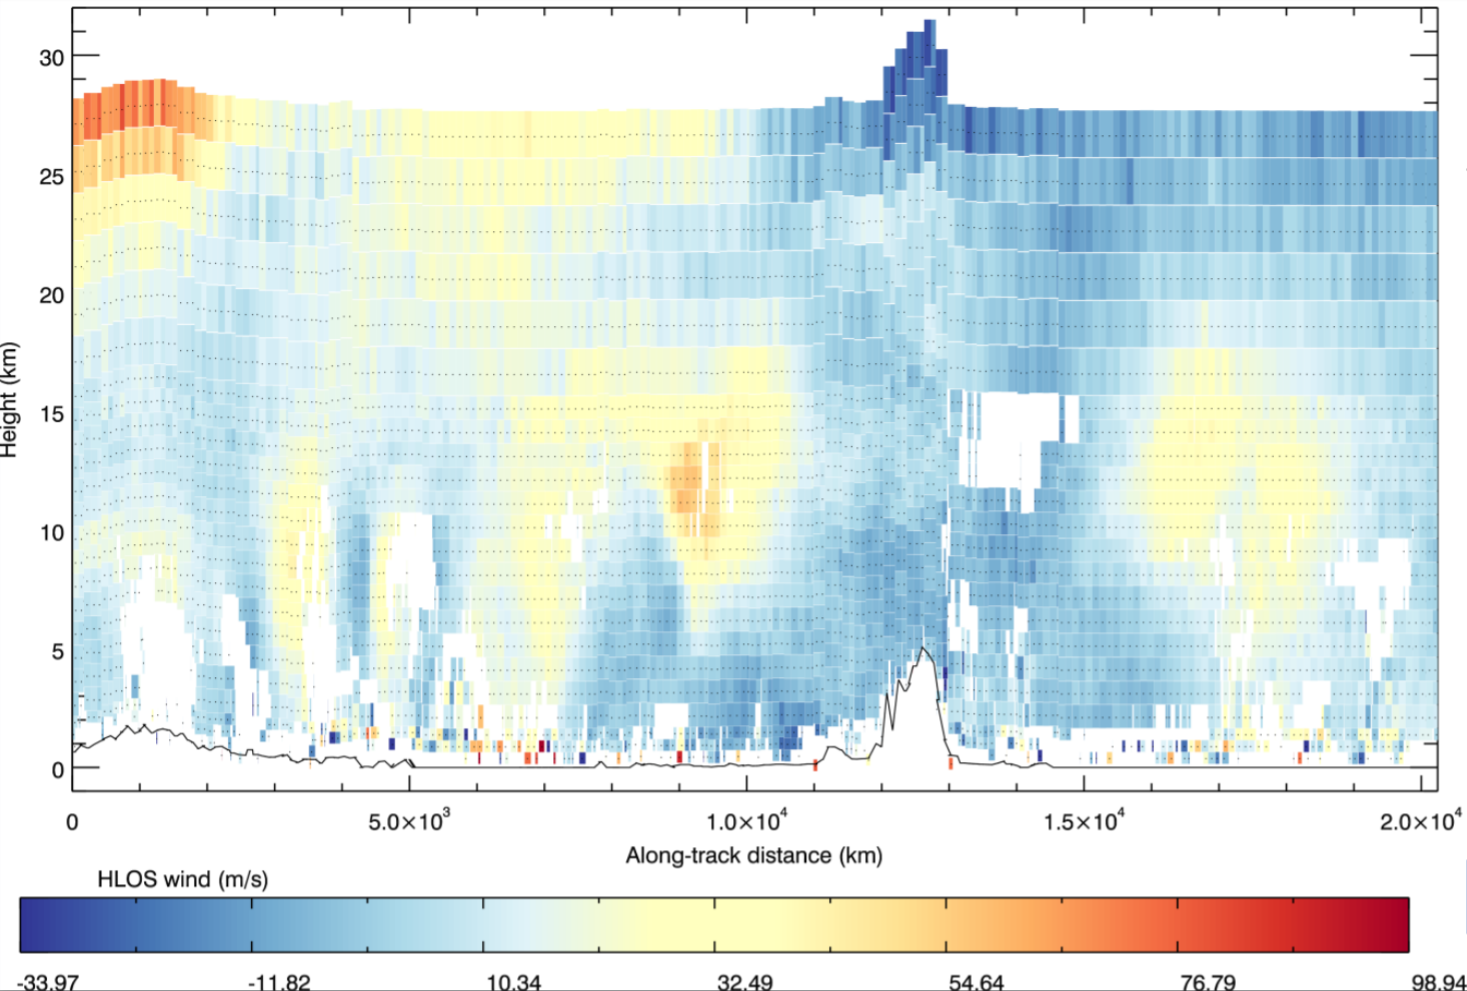 30
25
20
15
10
5
0
Height (km)
0 5.0×10³ 1.0×10⁴ 1.5×10⁴ 2.0×10⁴
Along-track distance (km)
HLOS wind (m/s)
-33.97 -11.82 10.34 32.49 54.64 76.79 98.94